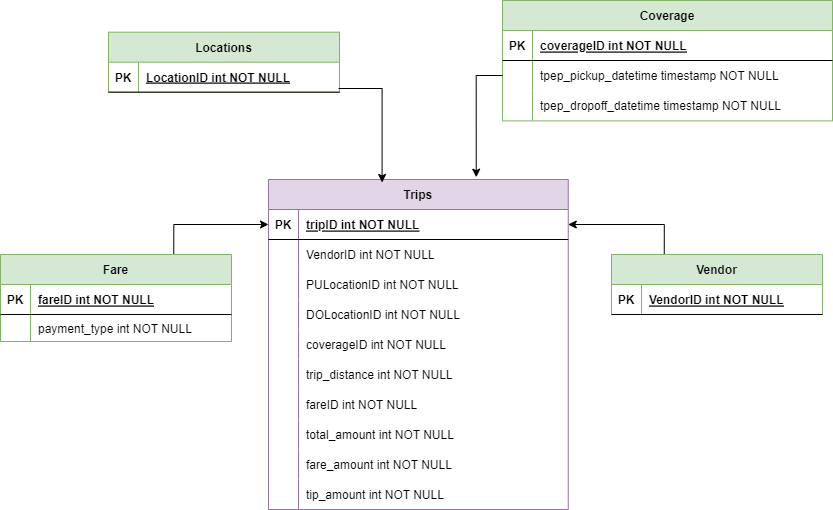 Coverage
PK coverageID int NOT NULL
tpep_pickup_datetime timestamp NOT NULL
tpep_dropoff_datetime timestamp NOT NULL
Locations
PK LocationID int NOT NULL
Trips
PK tripID int NOT NULL
VendorID int NOT NULL
PULocationID int NOT NULL
DOLocationID int NOT NULL
coverageID int NOT NULL
trip_distance int NOT NULL
fareID int NOT NULL
total_amount int NOT NULL
fare_amount int NOT NULL
tip_amount int NOT NULL
Fare
PK fareID int NOT NULL
payment_type int NOT NULL
Vendor
PK VendorID int NOT NULL